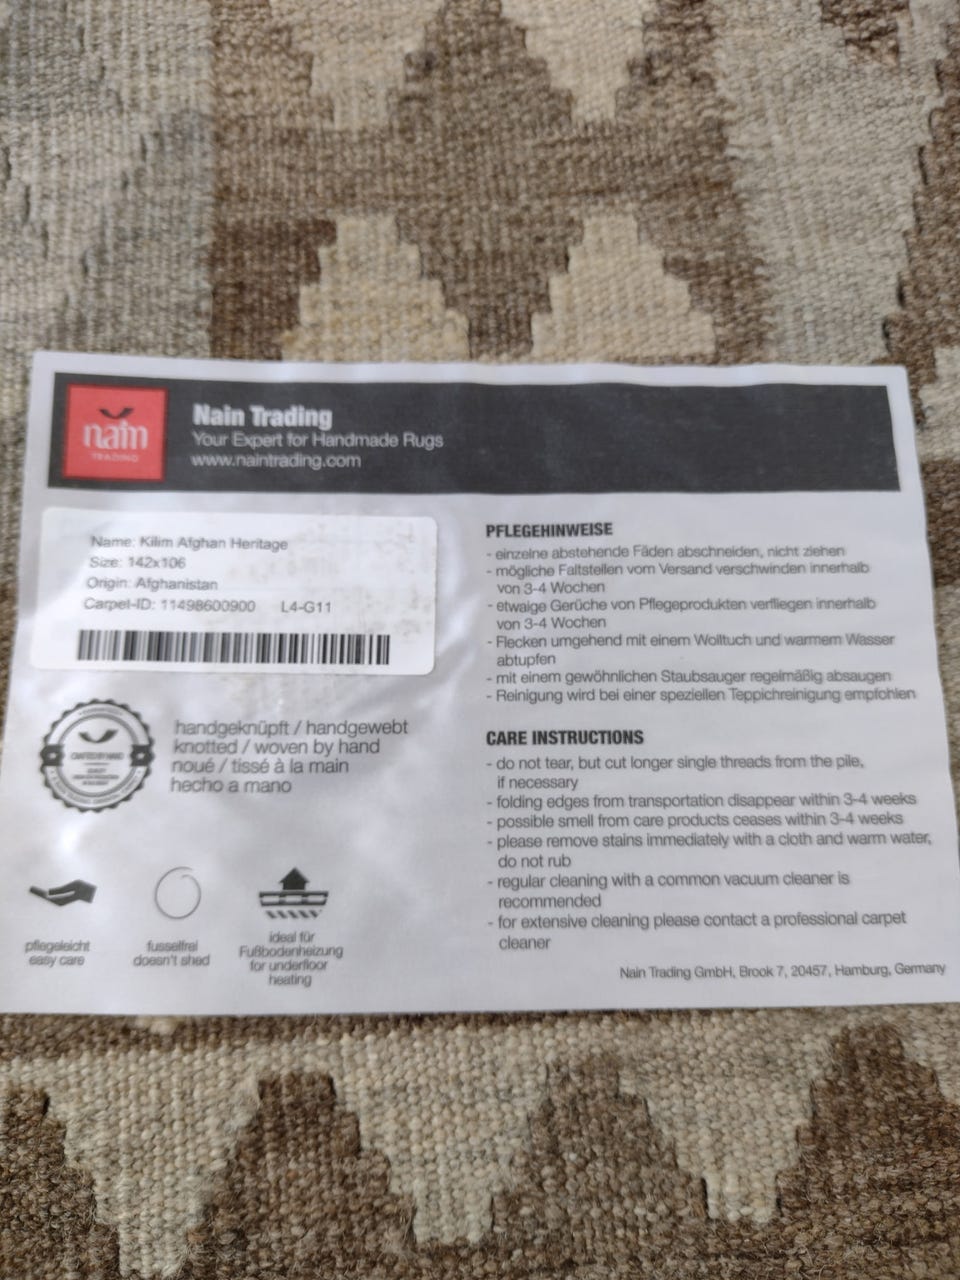 nain
TRADING
Nain Trading
Your Expert for Handmade Rugs
www.naintrading.com
Name: Kilim Afghan Heritage
Size: 142x106
Origin: Afghanistan
Carpet-ID: 11498600900 L4-G11
CRAFTED BY HAND
handgeknüpft / handgewebt
knotted / woven by hand
noué / tissé à la main
hecho a mano
pflegeleicht
easy care
fusselfrei
doesn't shed
ideal für
Fußbodenheizung
for underfloor
heating
PFLEGEHINWEISE
- einzelne abstehende Fäden abschneiden, nicht ziehen
- mögliche Faltstellen vom Versand verschwinden innerhalb
von 3-4 Wochen
- etwaige Gerüche von Pflegeprodukten verfliegen innerhalb
von 3-4 Wochen
- Flecken umgehend mit einem Wolltuch und warmem Wasser
abtupfen
- mit einem gewöhnlichen Staubsauger regelmäßig absaugen
- Reinigung wird bei einer speziellen Teppichreinigung empfohlen
CARE INSTRUCTIONS
- do not tear, but cut longer single threads from the pile,
if necessary
- folding edges from transportation disappear within 3-4 weeks
- possible smell from care products ceases within 3-4 weeks
- please remove stains immediately with a cloth and warm water,
do not rub
- regular cleaning with a common vacuum cleaner is
recommended
- for extensive cleaning please contact a professional carpet
cleaner
Nain Trading GmbH, Brook 7, 20457, Hamburg, Germany